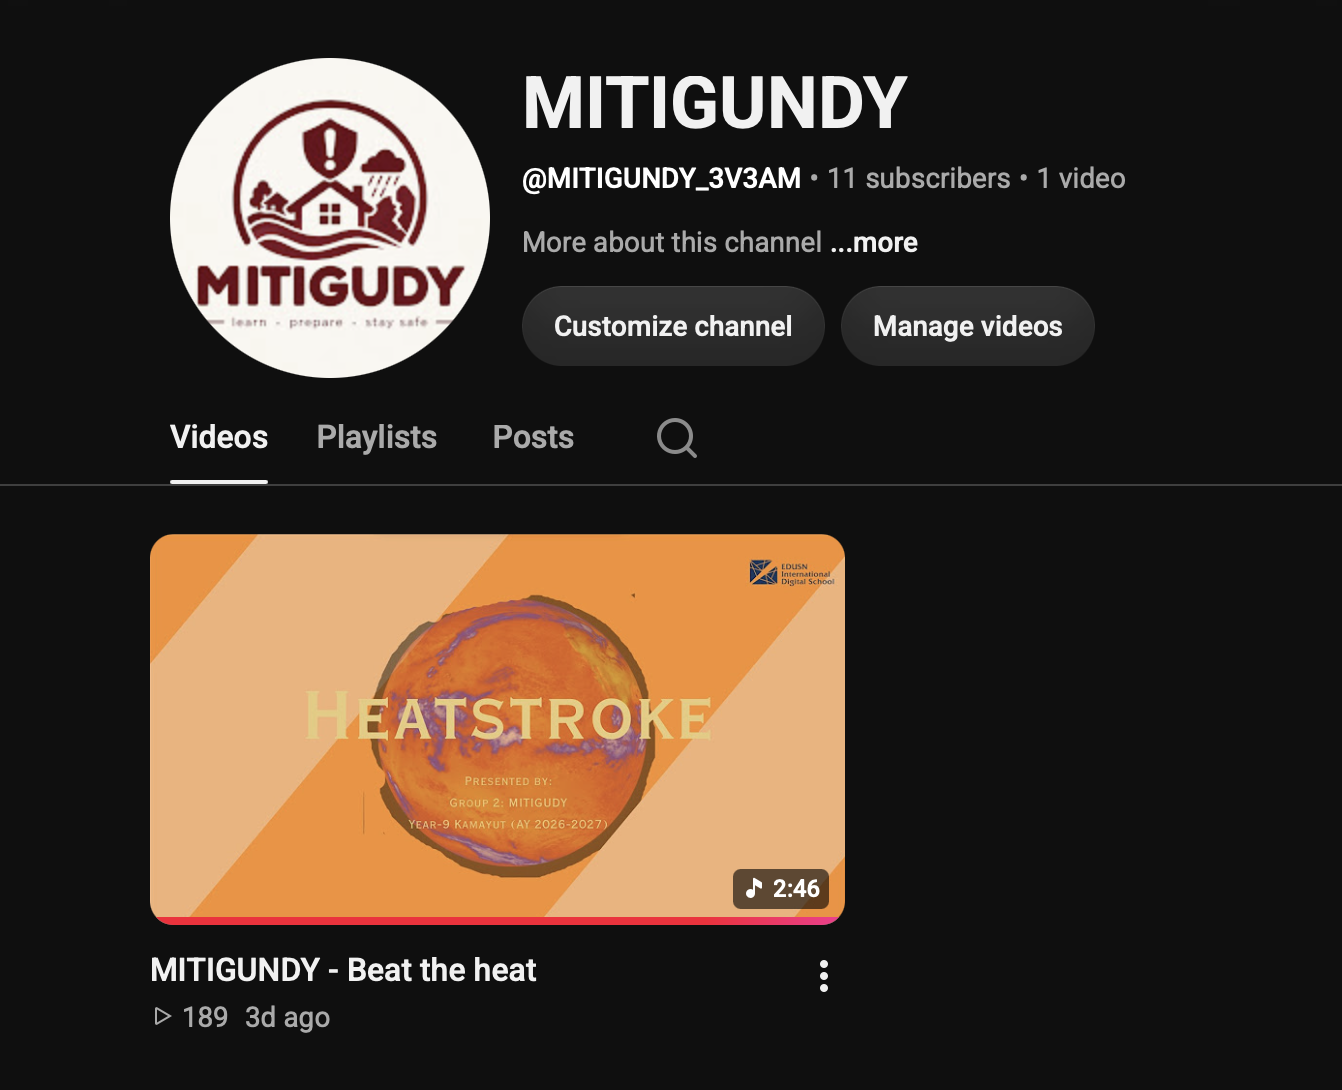 MITIGUNDY
@MITIGUNDY_3V3AM • 11 subscribers • 1 video
More about this channel ...more
Customize channel
Manage videos
MITIGUDY
learn - prepare - stay safe
Videos
Playlists
Posts
EDUSN
International
Digital School
HEATSTROKE
PRESENTED BY:
GROUP 2: MITIGUDY
YEAR-9 KAMAYUT (AY 2026-2027)
2:46
MITIGUNDY - Beat the heat
189 3d ago